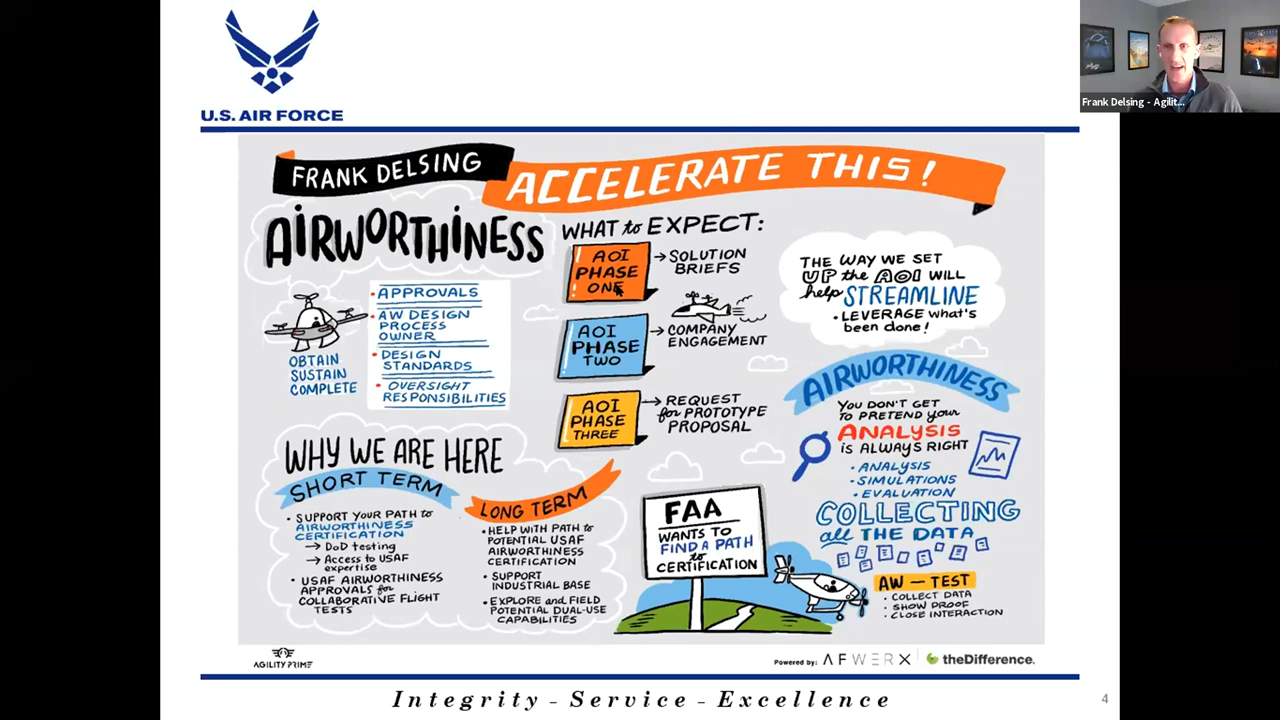 U.S. AIR FORCE
Frank Delsing - Agilit...
FRANK DELSING
ACCELERATE THIS!
AIRWORTHINESS
• APPROVALS
• AW DESIGN
PROCESS
OWNER
• DESIGN
STANDARDS
• OVERSIGHT
RESPONSIBILITIES
OBTAIN
SUSTAIN
COMPLETE
WHAT to EXPECT:
AOI
PHASE
ONE
→ SOLUTION
BRIEFS
AOI
PHASE
TWO
→ COMPANY
ENGAGEMENT
AOI
PHASE
THREE
→ REQUEST
for PROTOTYPE
PROPOSAL
THE WAY WE SET
UP the AOI WILL
help STREAMLINE
• LEVERAGE what's
been done!
WHY WE ARE HERE
SHORT TERM
• SUPPORT YOUR PATH to
AIRWORTHINESS
CERTIFICATION
→ DoD testing
→ Access to USAF
expertise
• USAF AIRWORTHINESS
APPROVALS for
COLLABORATIVE FLIGHT
TESTS
LONG TERM
• HELP WITH PATH to
POTENTIAL USAF
AIRWORTHINESS
CERTIFICATION
• SUPPORT
INDUSTRIAL BASE
• EXPLORE and FIELD
POTENTIAL DUAL-USE
CAPABILITIES
FAA
WANTS TO
FIND A PATH
to
CERTIFICATION
AIRWORTHINESS
YOU DON'T GET
TO PRETEND your
ANALYSIS
IS ALWAYS RIGHT
• ANALYSIS
• SIMULATIONS
• EVALUATION
COLLECTING
all THE DATA
AW — TEST
• COLLECT DATA
• SHOW PROOF
• CLOSE INTERACTION
AGILITY PRIME
Powered by: AFWERX theDifference.
Integrity - Service - Excellence
4